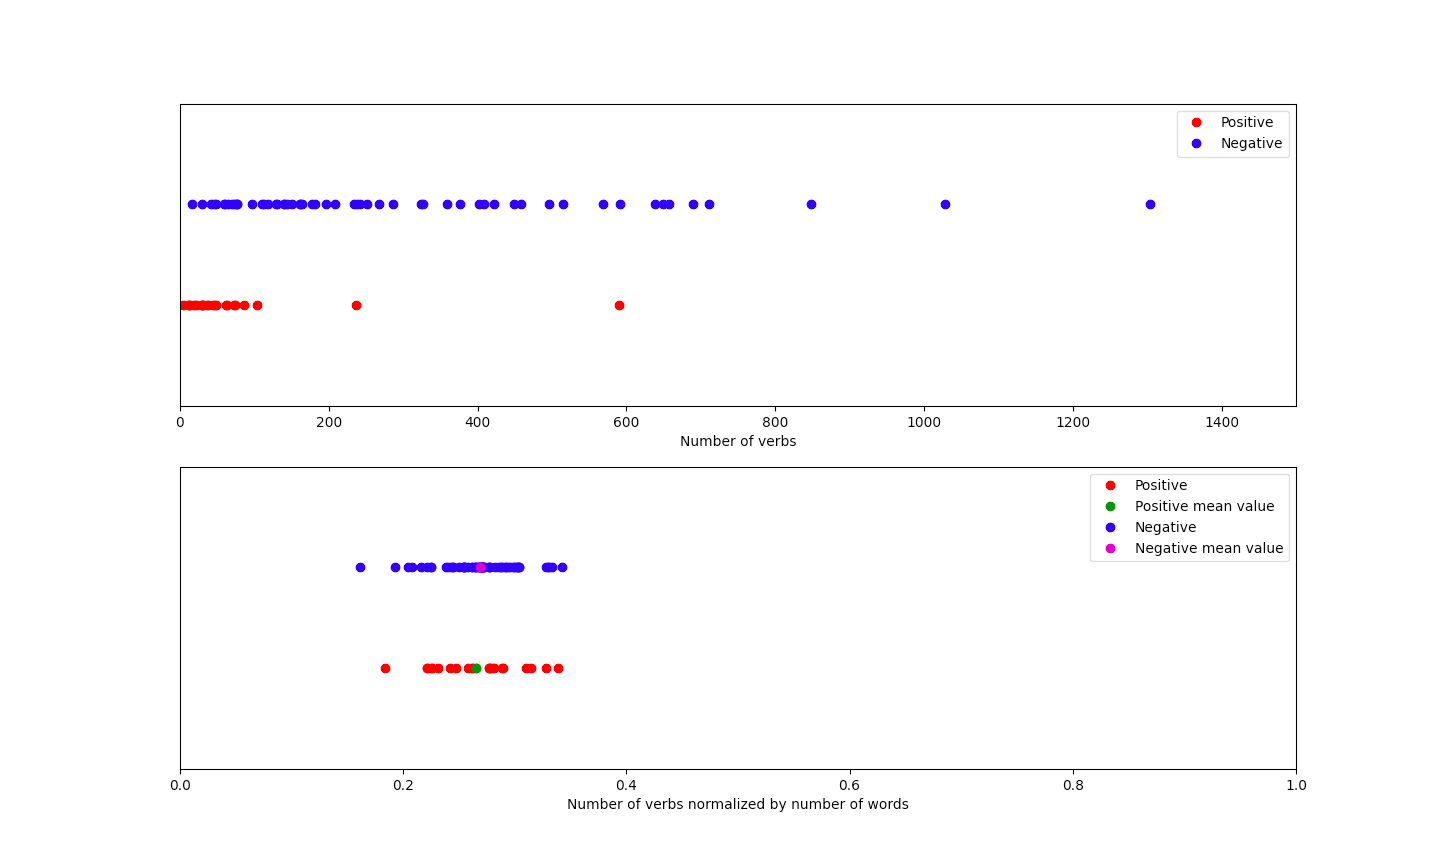 Positive
Negative
0 200 400 600 800 1000 1200 1400
Number of verbs
Positive
Positive mean value
Negative
Negative mean value
0.0 0.2 0.4 0.6 0.8 1.0
Number of verbs normalized by number of words